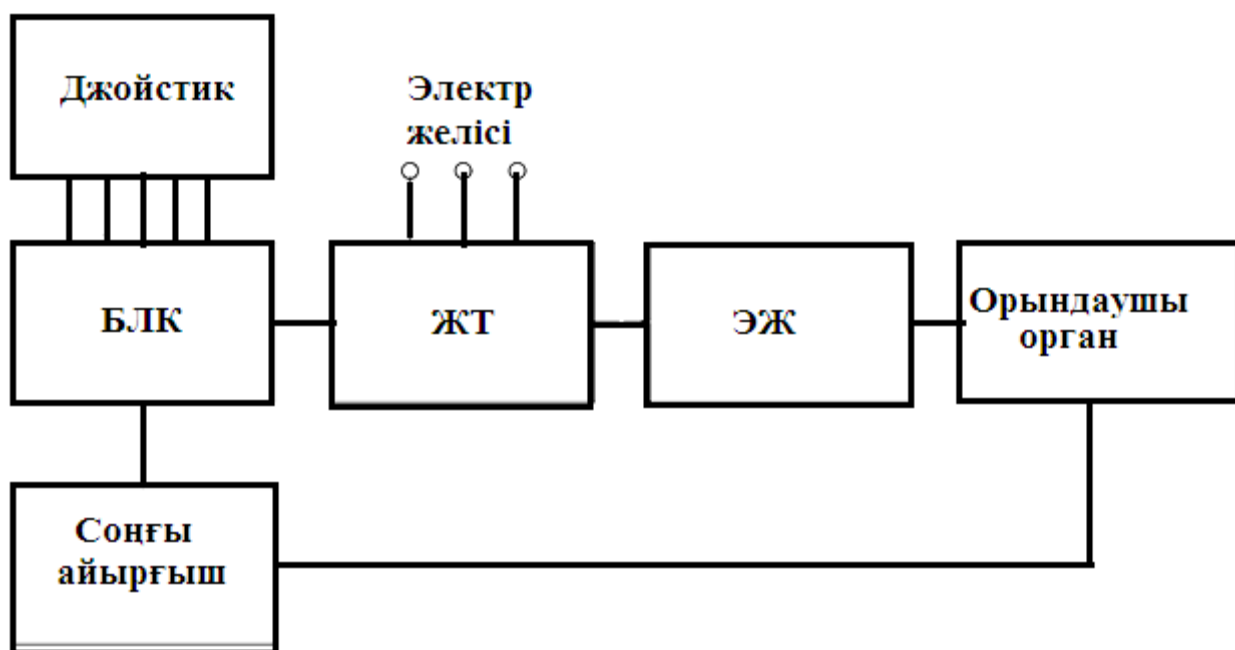 Джойстик
Электр
желісі
БЛК
ЖТ
ЭЖ
Орындаушы
орган
Соңғы
айырғыш